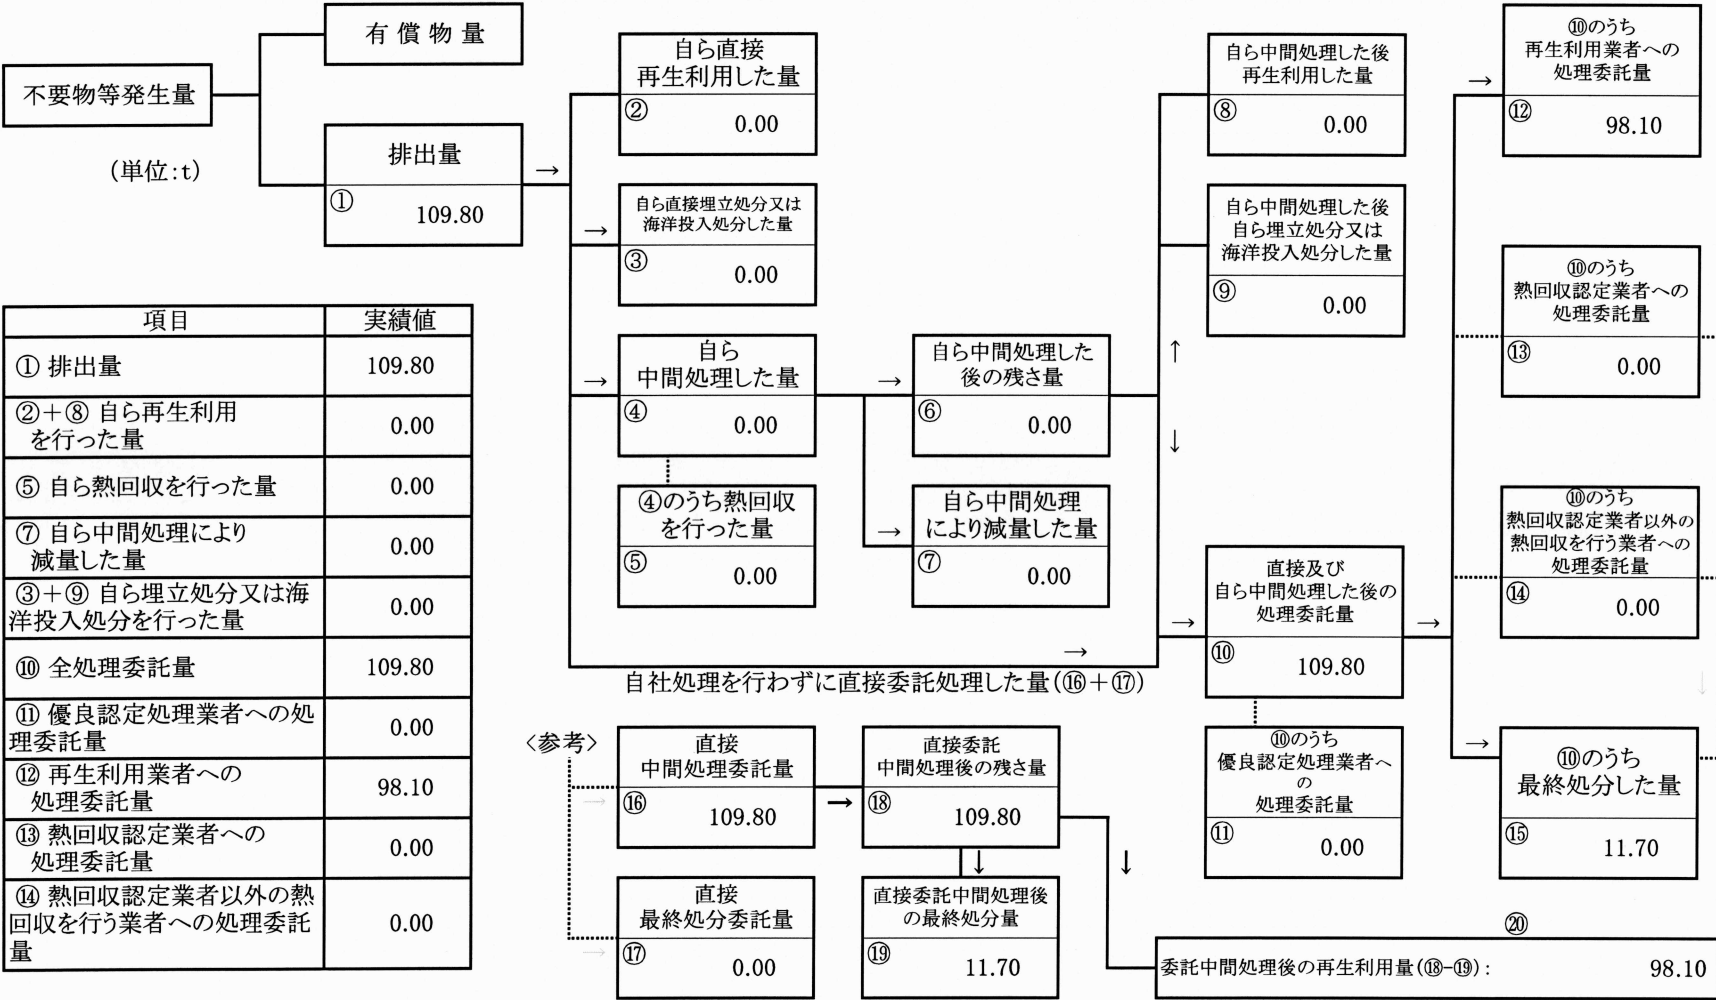 不要物等発生量
(単位:t)
有 償 物 量
排出量
① 109.80
→
自ら直接
再生利用した量
② 0.00
→
自ら直接埋立処分又は
海洋投入処分した量
③ 0.00
→
自ら
中間処理した量
④ 0.00
④のうち熱回収
を行った量
⑤ 0.00
→
自ら中間処理した
後の残さ量
⑥ 0.00
→
自ら中間処理
により減量した量
⑦ 0.00
↑
↓
自ら中間処理した後
再生利用した量
⑧ 0.00
自ら中間処理した後
自ら埋立処分又は
海洋投入処分した量
⑨ 0.00
→
自社処理を行わずに直接委託処理した量(⑯+⑰)
→
直接及び
自ら中間処理した後の
処理委託量
⑩ 109.80
⑩のうち
優良認定処理業者へ
の
処理委託量
⑪ 0.00
→
→
⑩のうち
再生利用業者への
処理委託量
⑫ 98.10
⑩のうち
熱回収認定業者への
処理委託量
⑬ 0.00
⑩のうち
熱回収認定業者以外の
熱回収を行う業者への
処理委託量
⑭ 0.00
↓
→
⑩のうち
最終処分した量
⑮ 11.70
項目 実績値
① 排出量 109.80
②+⑧ 自ら再生利用
を行った量 0.00
⑤ 自ら熱回収を行った量 0.00
⑦ 自ら中間処理により
減量した量 0.00
③+⑨ 自ら埋立処分又は海
洋投入処分を行った量 0.00
⑩ 全処理委託量 109.80
⑪ 優良認定処理業者への処
理委託量 0.00
⑫ 再生利用業者への
処理委託量 98.10
⑬ 熱回収認定業者への
処理委託量 0.00
⑭ 熱回収認定業者以外の熱
回収を行う業者への処理委託
量 0.00
〈参考〉
→
直接
中間処理委託量
⑯ 109.80
→
直接
最終処分委託量
⑰ 0.00
→
直接委託
中間処理後の残さ量
⑱ 109.80
↓
直接委託中間処理後
の最終処分量
⑲ 11.70
↓
⑳
委託中間処理後の再生利用量(⑱-⑲): 98.10